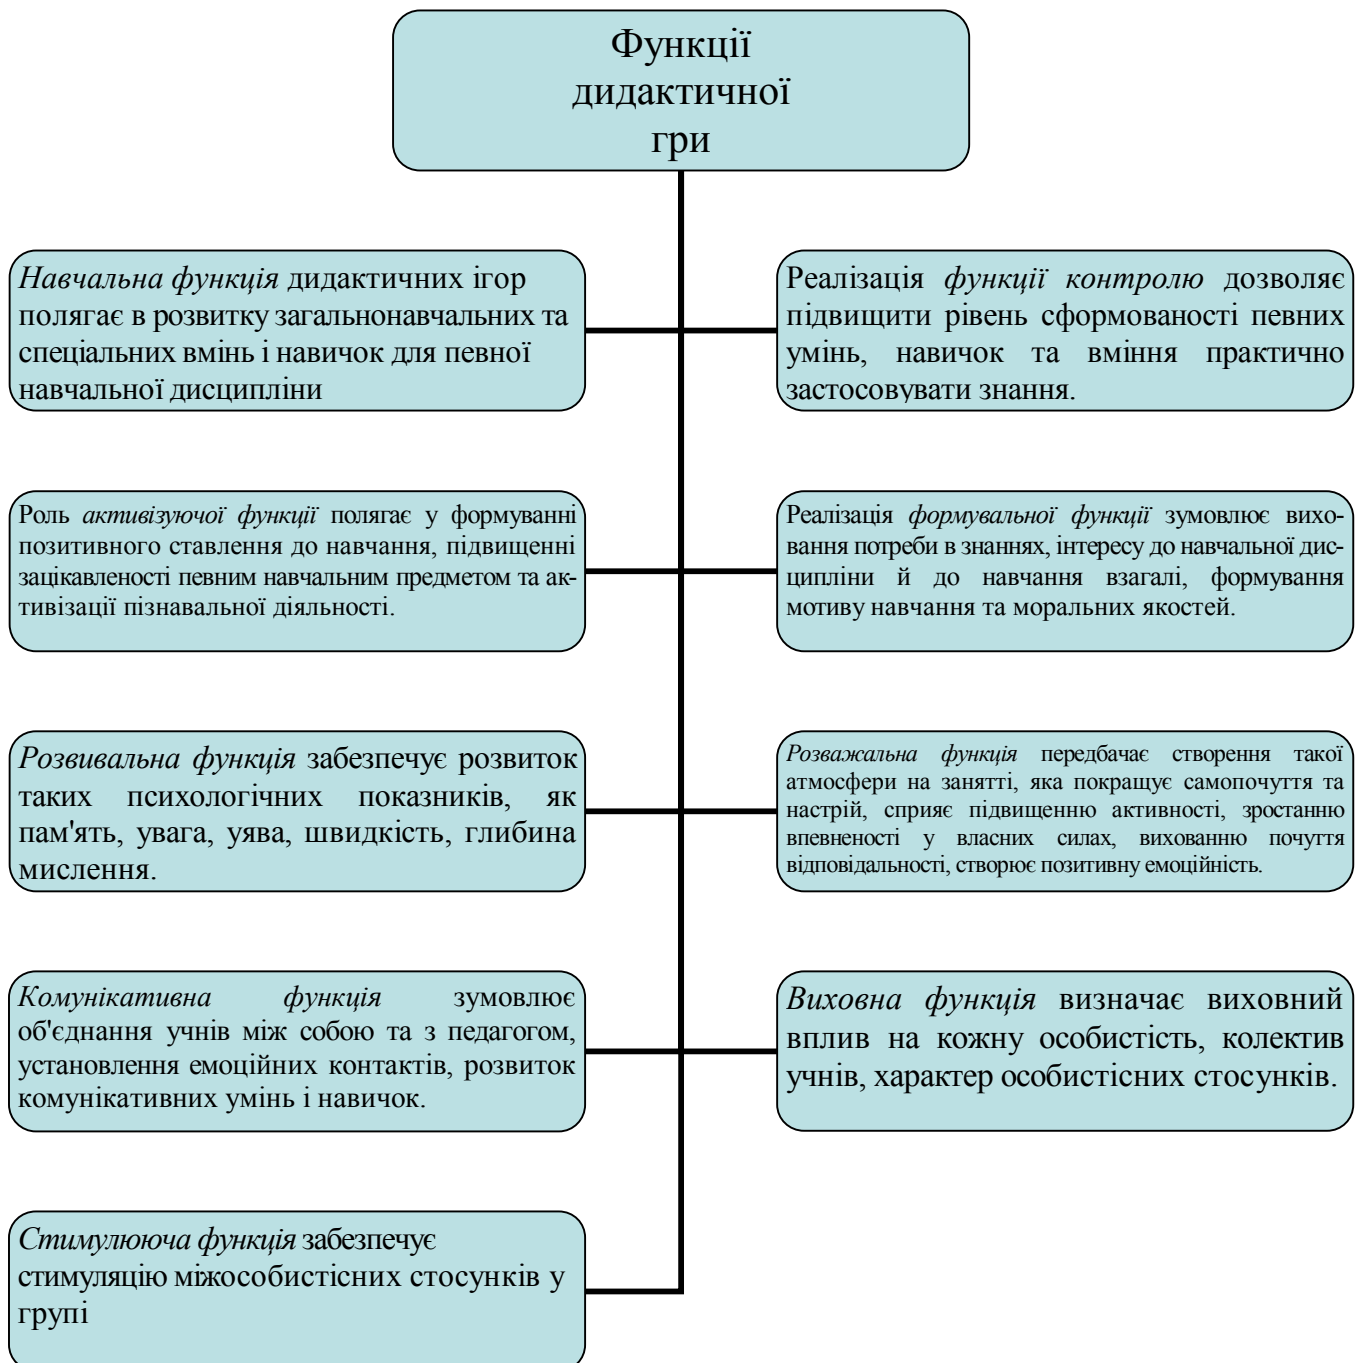 Функції
дидактичної
гри
Навчальна функція дидактичних ігор
полягає в розвитку загальнонавчальних та
спеціальних вмінь і навичок для певної
навчальної дисципліни
Реалізація функції контролю дозволяє
підвищити рівень сформованості певних
умінь, навичок та вміння практично
застосовувати знання.
Роль активізуючої функції полягає у формуванні
позитивного ставлення до навчання, підвищенні
зацікавленості певним навчальним предметом та ак-
тивізації пізнавальної діяльності.
Реалізація формувальної функції зумовлює вихо-
вання потреби в знаннях, інтересу до навчальної дис-
ципліни й до навчання взагалі, формування
мотиву навчання та моральних якостей.
Розвивальна функція забезпечує розвиток
таких психологічних показників, як
пам'ять, увага, уява, швидкість, глибина
мислення.
Розважальна функція передбачає створення такої
атмосфери на занятті, яка покращує самопочуття та
настрій, сприяє підвищенню активності, зростанню
впевненості у власних силах, вихованню почуття
відповідальності, створює позитивну емоційність.
Комунікативна функція зумовлює
об'єднання учнів між собою та з педагогом,
установлення емоційних контактів, розвиток
комунікативних умінь і навичок.
Виховна функція визначає виховний
вплив на кожну особистість, колектив
учнів, характер особистісних стосунків.
Стимулююча функція забезпечує
стимуляцію міжособистісних стосунків у
групі